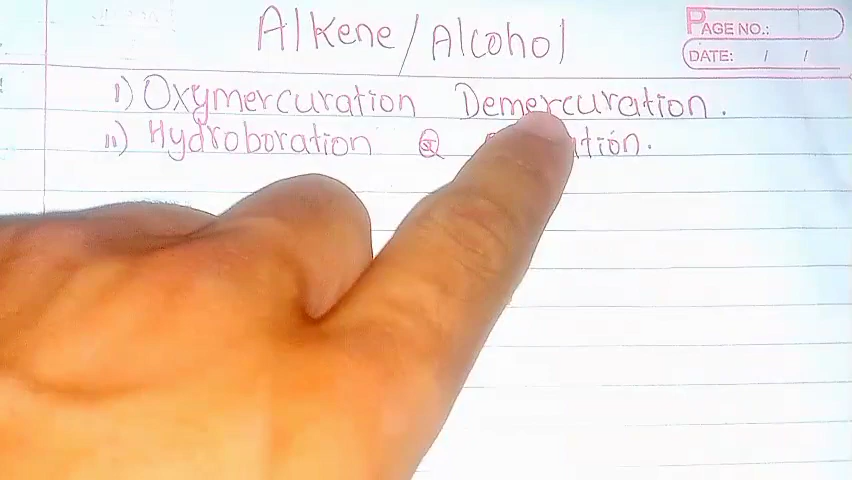 Alkene/Alcohol
PAGE NO.:
DATE: / /
i) Oxymercuration Demercuration.
ii) Hydroboration